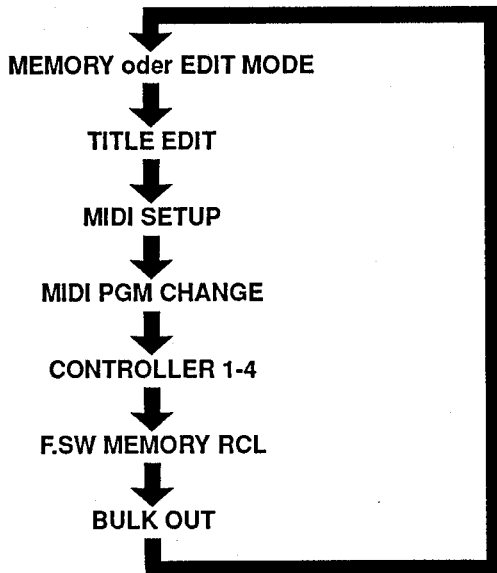 MEMORY oder EDIT MODE
TITLE EDIT
MIDI SETUP
MIDI PGM CHANGE
CONTROLLER 1-4
F.SW MEMORY RCL
BULK OUT